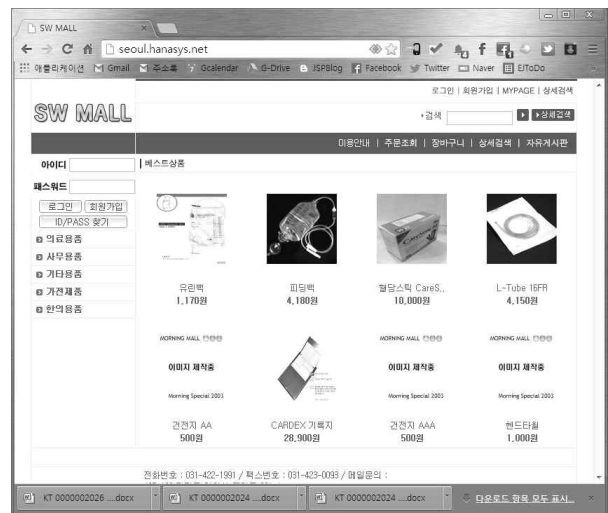 SW MALL
seoul.hanasys.net
애플리케이션 Gmail 주소록 Gcalendar G-Drive JSPBlog Facebook Twitter Naver E/ToDo
로그인 | 회원가입 | MYPAGE | 상세검색
SW MALL
검색 상세검색
이용안내 | 주문조회 | 장바구니 | 상세검색 | 자유게시판
아이디
패스워드
로그인 회원가입
ID/PASS 찾기
의료용품
사무용품
기타용품
가전제품
한의용품
베스트상품
유린백 피딩백 혈당스틱 CareS.. L-Tube 16FR
1,170원 4,180원 10,000원 4,150원
MORNING MALL MORNING MALL MORNING MALL
이미지 제작중 이미지 제작중 이미지 제작중
Morning Special 2003 Morning Special 2003 Morning Special 2003
건전지 AA CARDEX 기록지 건전지 AAA 핸드타월
500원 28,900원 500원 1,000원
전화번호 : 031-422-1991 / 팩스번호 : 031-423-0093 / 메일문의 :
KT 0000002026 ....docx KT 0000002024 ....docx KT 0000002024 ....docx 다운로드 항목 모두 표시...